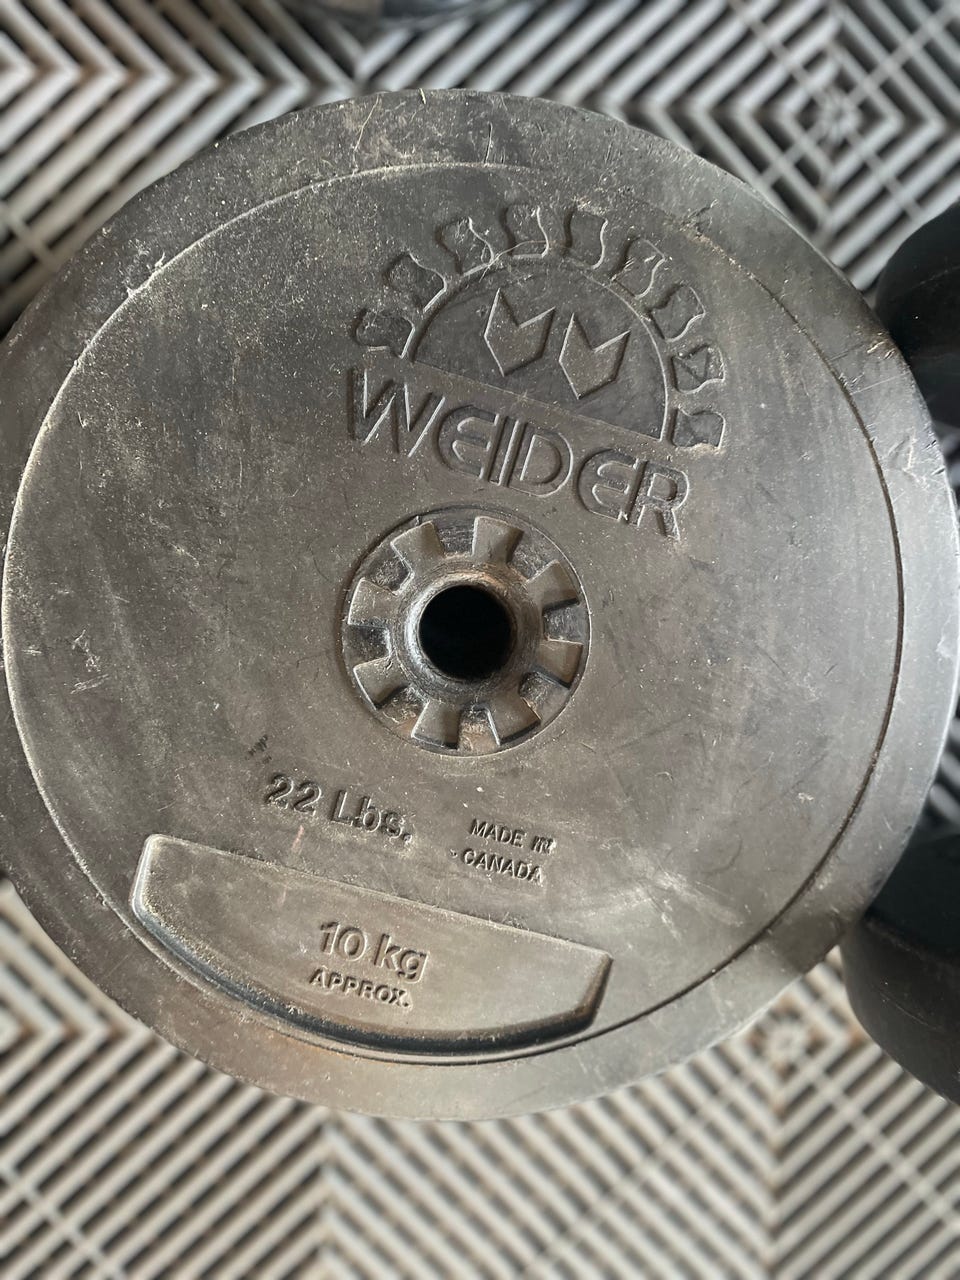 WEIDER
22 Lbs.
MADE IN
CANADA
10 kg
APPROX.